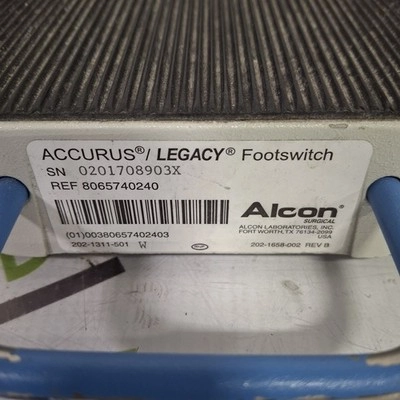 ACCURUS®/ LEGACY® Footswitch
SN 0201708903X
REF 8065740240
Alcon®
SURGICAL
ALCON LABORATORIES, INC.
FORT WORTH, TX 76134-2099
USA
(01)00380657402403
202-1311-501 W
202-1658-002 REV B